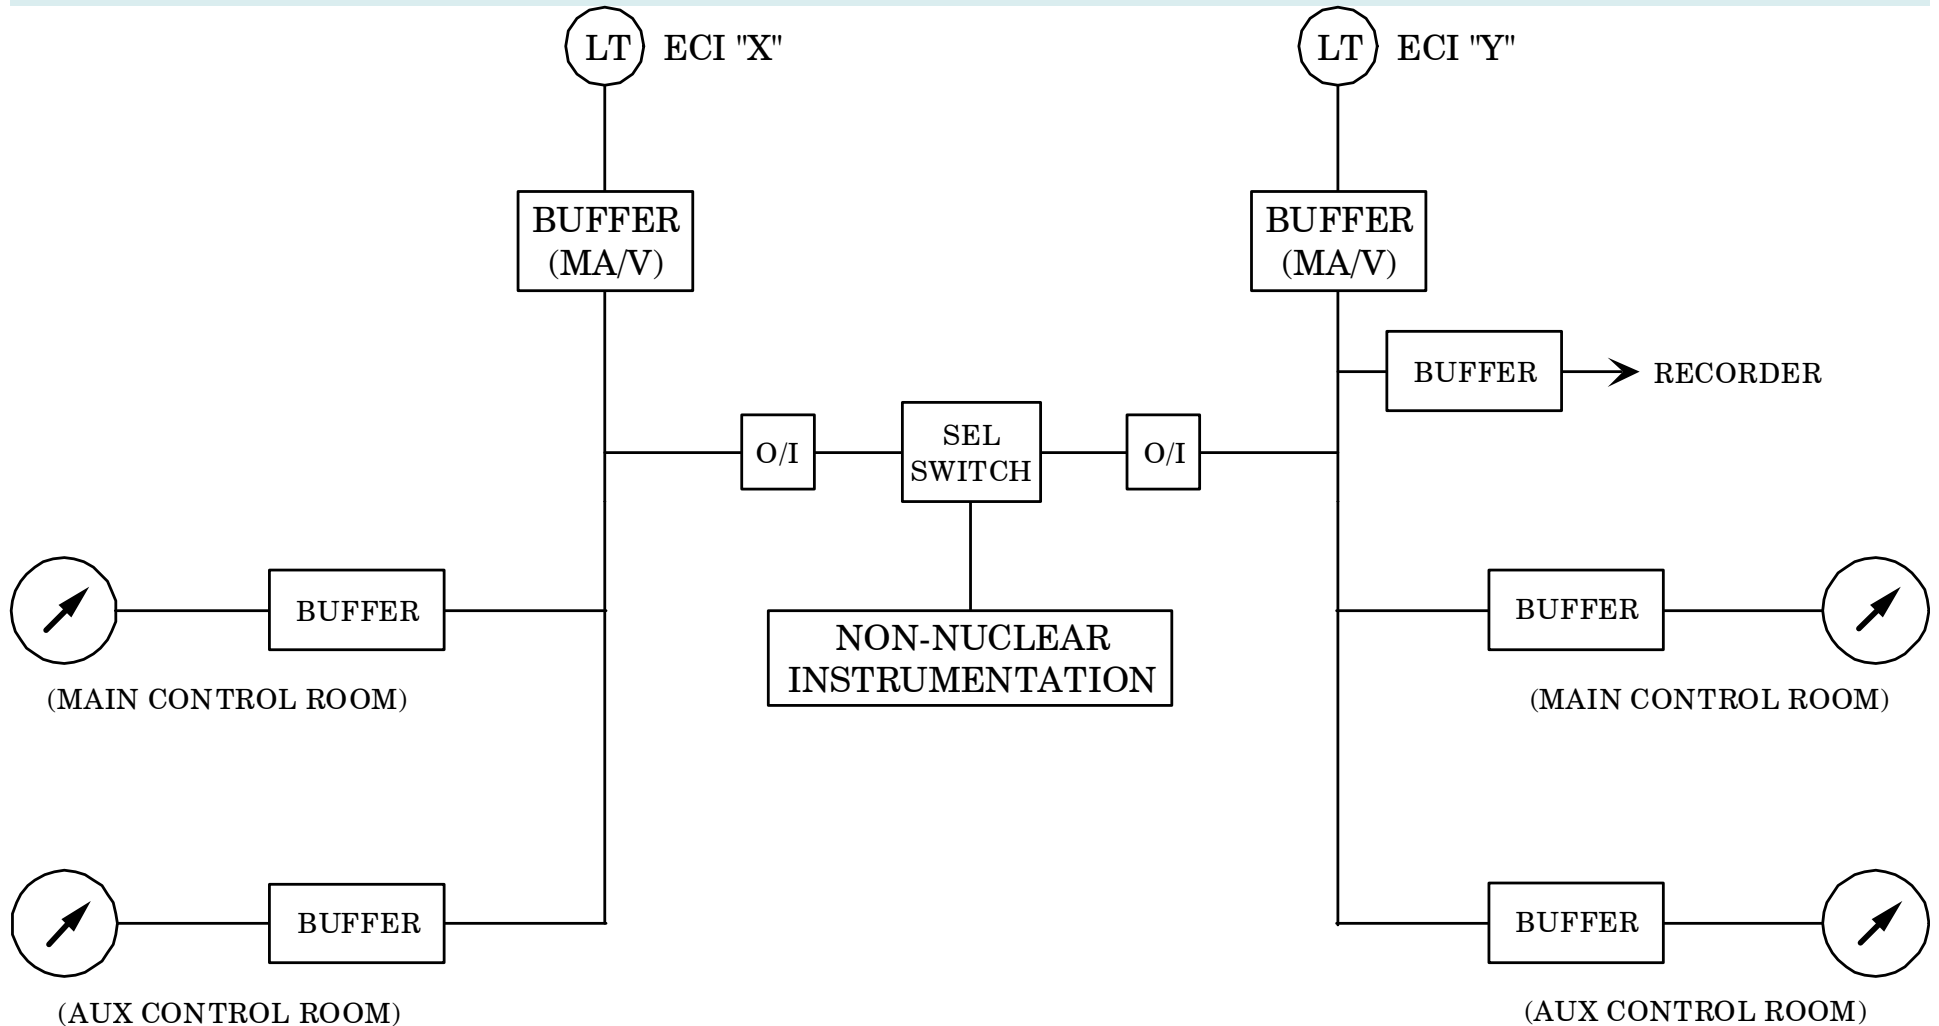 LT ECI "X"
LT ECI "Y"
BUFFER
(MA/V)
BUFFER
(MA/V)
BUFFER
RECORDER
O/I
SEL
SWITCH
O/I
BUFFER
NON-NUCLEAR
INSTRUMENTATION
BUFFER
(MAIN CONTROL ROOM)
(MAIN CONTROL ROOM)
BUFFER
BUFFER
(AUX CONTROL ROOM)
(AUX CONTROL ROOM)